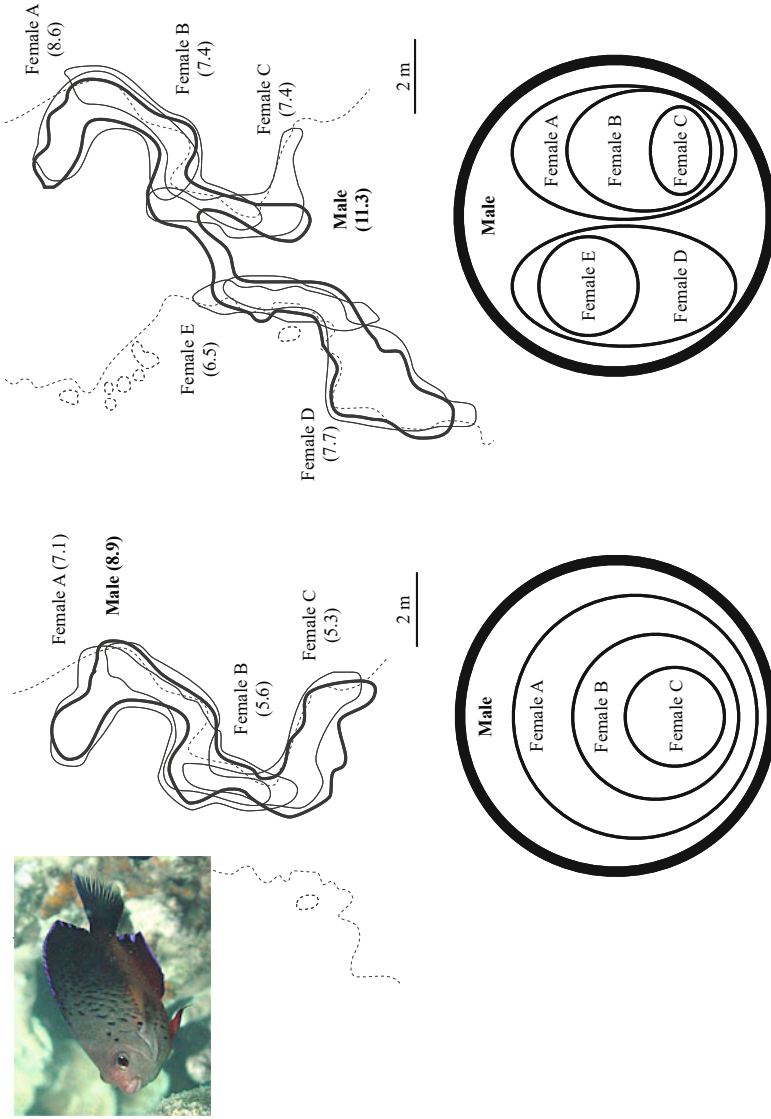 Female A (7.1)
Male (8.9)
Female B
(5.6)
Female C
(5.3)
2 m
Male
Female A
Female B
Female C
Female A
(8.6)
Female B
(7.4)
Female C
(7.4)
Male
(11.3)
Female E
(6.5)
Female D
(7.7)
2 m
Male
Female A
Female B
Female C
Female E
Female D